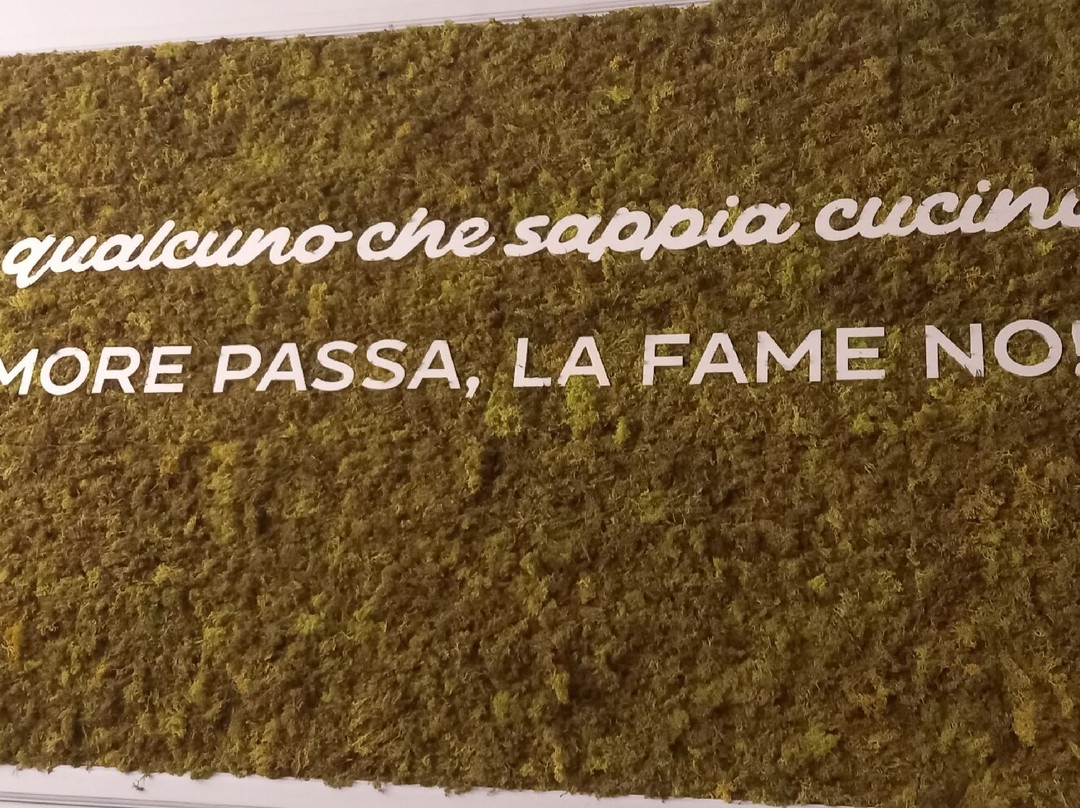 qualcuno che sappia cucin
MORE PASSA, LA FAME NO!